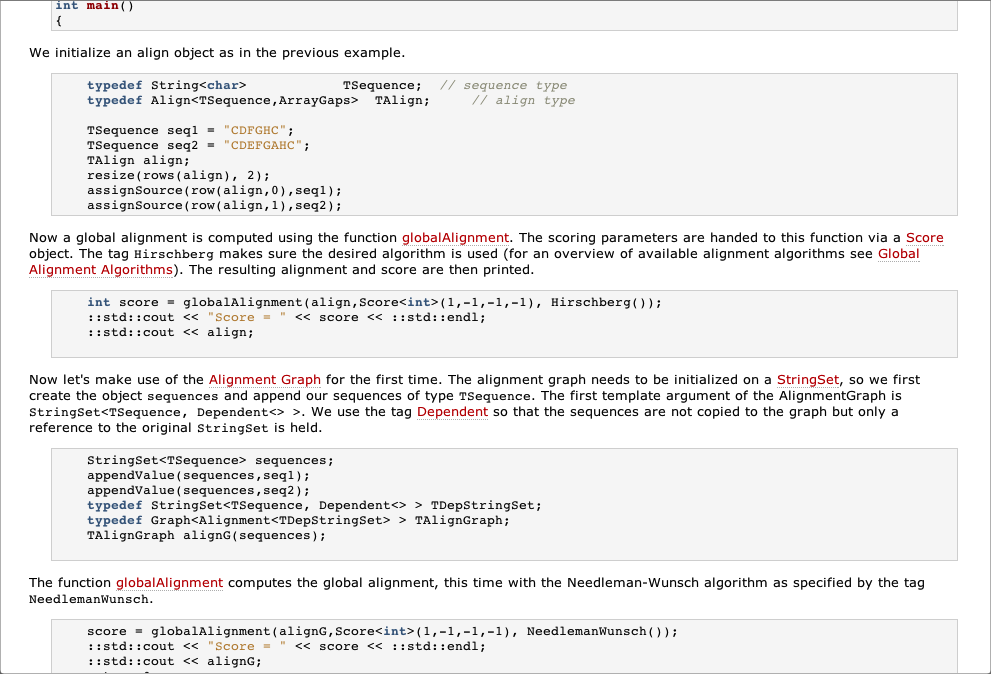 int main()
{
We initialize an align object as in the previous example.
typedef String<char>            TSequence;  // sequence type
typedef Align<TSequence,ArrayGaps>  TAlign;     // align type
TSequence seq1 = "CDFGHC";
TSequence seq2 = "CDEFGAHC";
TAlign align;
resize(rows(align), 2);
assignSource(row(align,0),seq1);
assignSource(row(align,1),seq2);
Now a global alignment is computed using the function globalAlignment. The scoring parameters are handed to this function via a Score
object. The tag Hirschberg makes sure the desired algorithm is used (for an overview of available alignment algorithms see Global
Alignment Algorithms). The resulting alignment and score are then printed.
int score = globalAlignment(align,Score<int>(1,-1,-1,-1), Hirschberg());
::std::cout << "Score = " << score << ::std::endl;
::std::cout << align;
Now let's make use of the Alignment Graph for the first time. The alignment graph needs to be initialized on a StringSet, so we first
create the object sequences and append our sequences of type TSequence. The first template argument of the AlignmentGraph is
StringSet<TSequence, Dependent<> >. We use the tag Dependent so that the sequences are not copied to the graph but only a
reference to the original StringSet is held.
StringSet<TSequence> sequences;
appendValue(sequences,seq1);
appendValue(sequences,seq2);
typedef StringSet<TSequence, Dependent<> > TDepStringSet;
typedef Graph<Alignment<TDepStringSet> > TAlignGraph;
TAlignGraph alignG(sequences);
The function globalAlignment computes the global alignment, this time with the Needleman-Wunsch algorithm as specified by the tag
NeedlemanWunsch.
score = globalAlignment(alignG,Score<int>(1,-1,-1,-1), NeedlemanWunsch());
::std::cout << "Score = " << score << ::std::endl;
::std::cout << alignG;